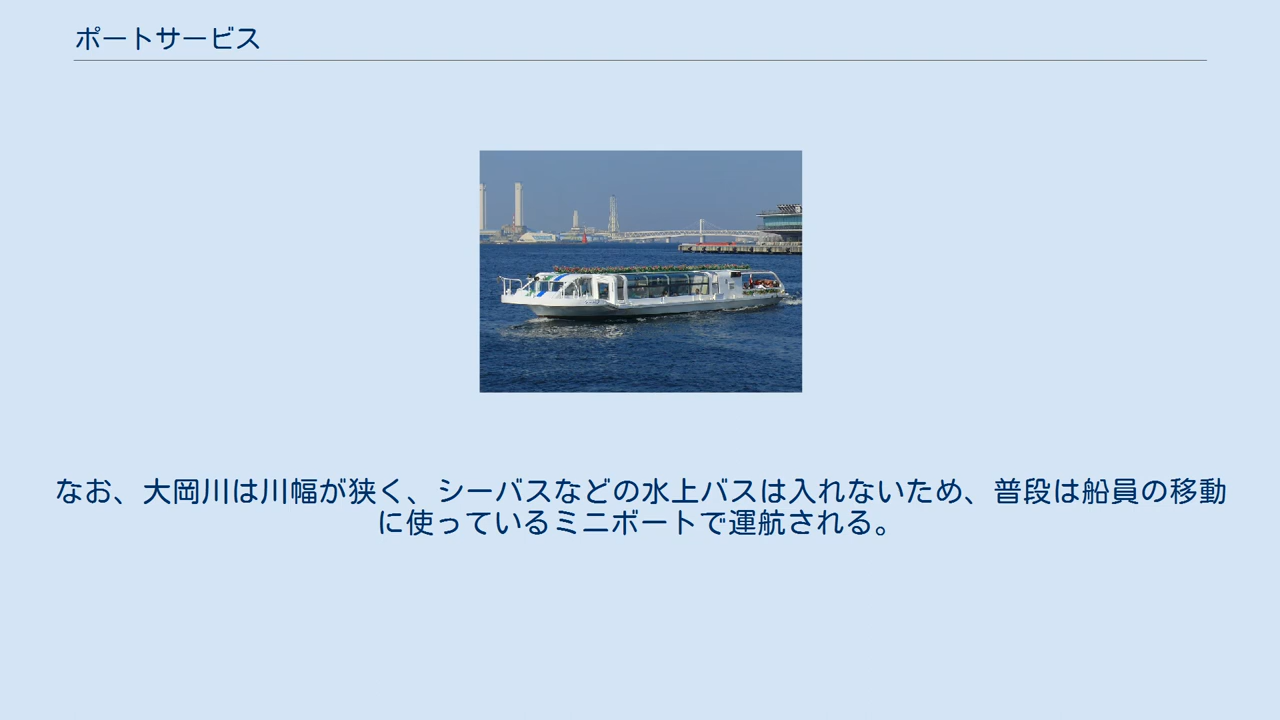 ポートサービス
なお、大岡川は川幅が狭く、シーバスなどの水上バスは入れないため、普段は船員の移動
に使っているミニボートで運航される。